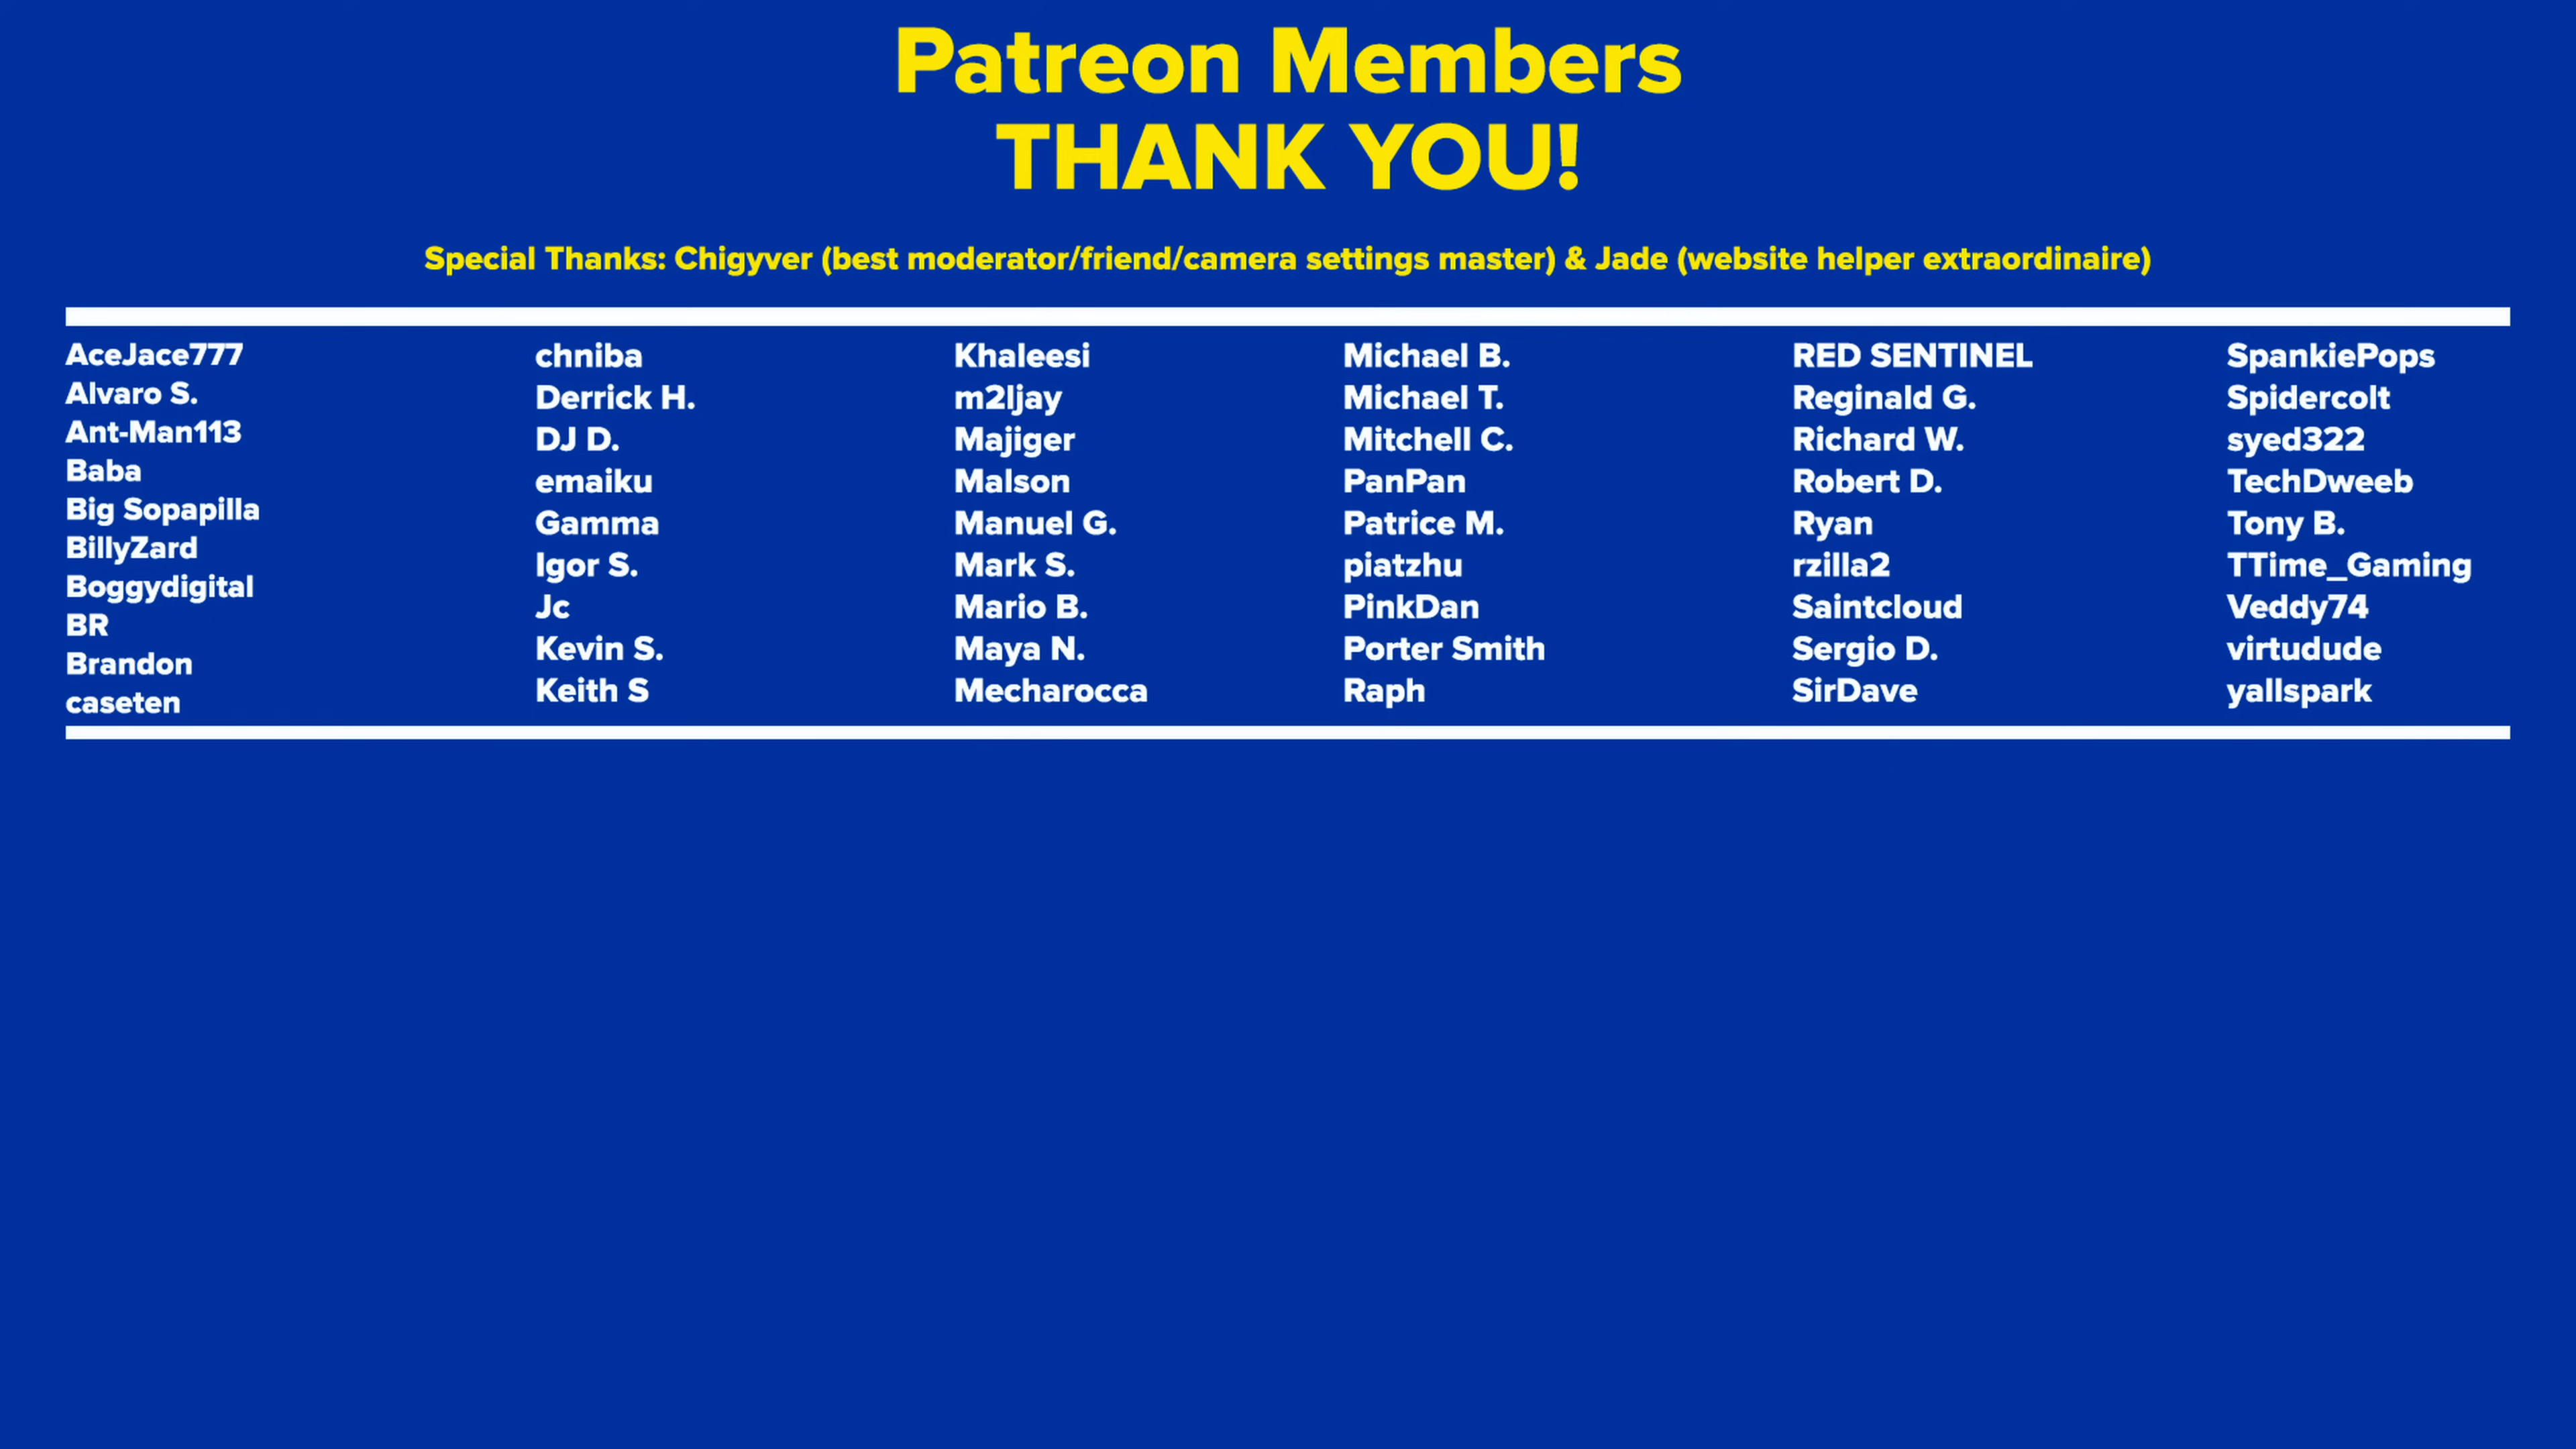 Patreon Members
THANK YOU!
Special Thanks: Chigyver (best moderator/friend/camera settings master) & Jade (website helper extraordinaire)
AceJace777
Alvaro S.
Ant-Man113
Baba
Big Sopapilla
BillyZard
Boggydigital
BR
Brandon
caseten
chniba
Derrick H.
DJ D.
emaiku
Gamma
Igor S.
Jc
Kevin S.
Keith S
Khaleesi
m2ljay
Majiger
Malson
Manuel G.
Mark S.
Mario B.
Maya N.
Mecharocca
Michael B.
Michael T.
Mitchell C.
PanPan
Patrice M.
piatzhu
PinkDan
Porter Smith
Raph
RED SENTINEL
Reginald G.
Richard W.
Robert D.
Ryan
rzilla2
Saintcloud
Sergio D.
SirDave
SpankiePops
Spidercolt
syed322
TechDweeb
Tony B.
TTime_Gaming
Veddy74
virtudude
yallspark